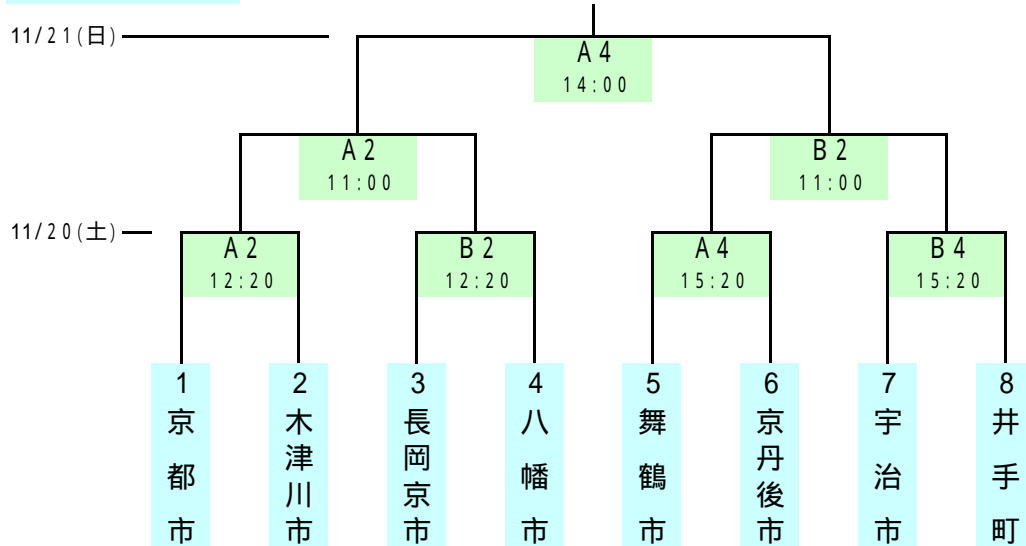 11/21(日)
A4
14:00
A2
11:00
B2
11:00
11/20(土)
A2
12:20
B2
12:20
A4
15:20
B4
15:20
1
京都市
2
木津川市
3
長岡京市
4
八幡市
5
舞鶴市
6
京丹後市
7
宇治市
8
井手町